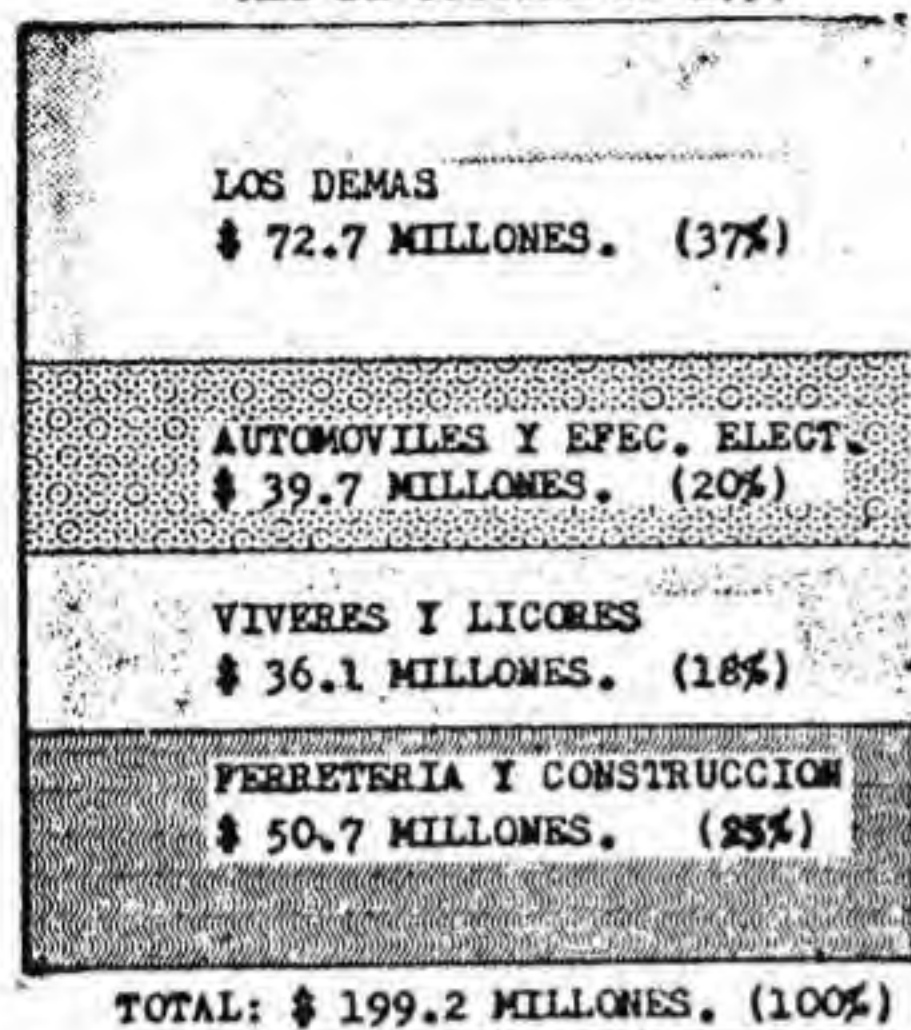 LOS DEMAS
$ 72.7 MILLONES. (37%)
AUTOMOVILES Y EFEC. ELECT.
$ 39.7 MILLONES. (20%)
VIVERES Y LICORES
$ 36.1 MILLONES. (18%)
FERRETERIA Y CONSTRUCCION
$ 50.7 MILLONES. (25%)
TOTAL: $ 199.2 MILLONES. (100%)